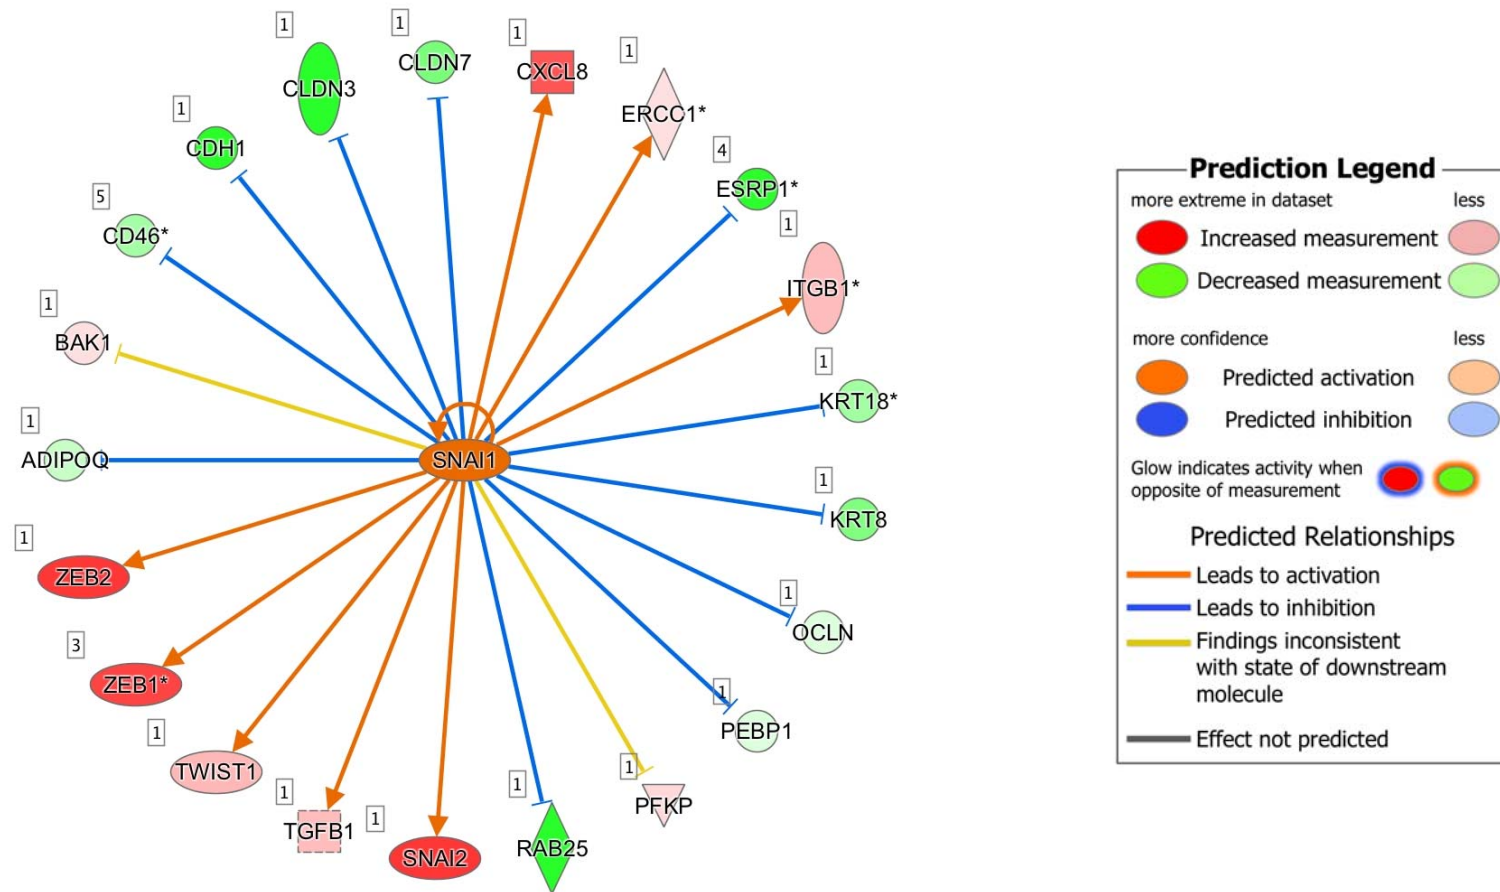 1
CLDN3
1
CLDN7
1
CXCL8
1
ERCC1*
4
ESRP1*
1
ITGB1*
1
KRT18*
1
KRT8
1
OCLN
1
PEBP1
1
PFKP
1
RAB25
1
SNAI2
1
TGFB1
1
TWIST1
3
ZEB1*
1
ZEB2
1
ADIPOQ
1
BAK1
5
CD46*
1
CDH1
SNAI1
Prediction Legend
more extreme in dataset less
Increased measurement
Decreased measurement
more confidence less
Predicted activation
Predicted inhibition
Glow indicates activity when
opposite of measurement
Predicted Relationships
Leads to activation
Leads to inhibition
Findings inconsistent
with state of downstream
molecule
Effect not predicted